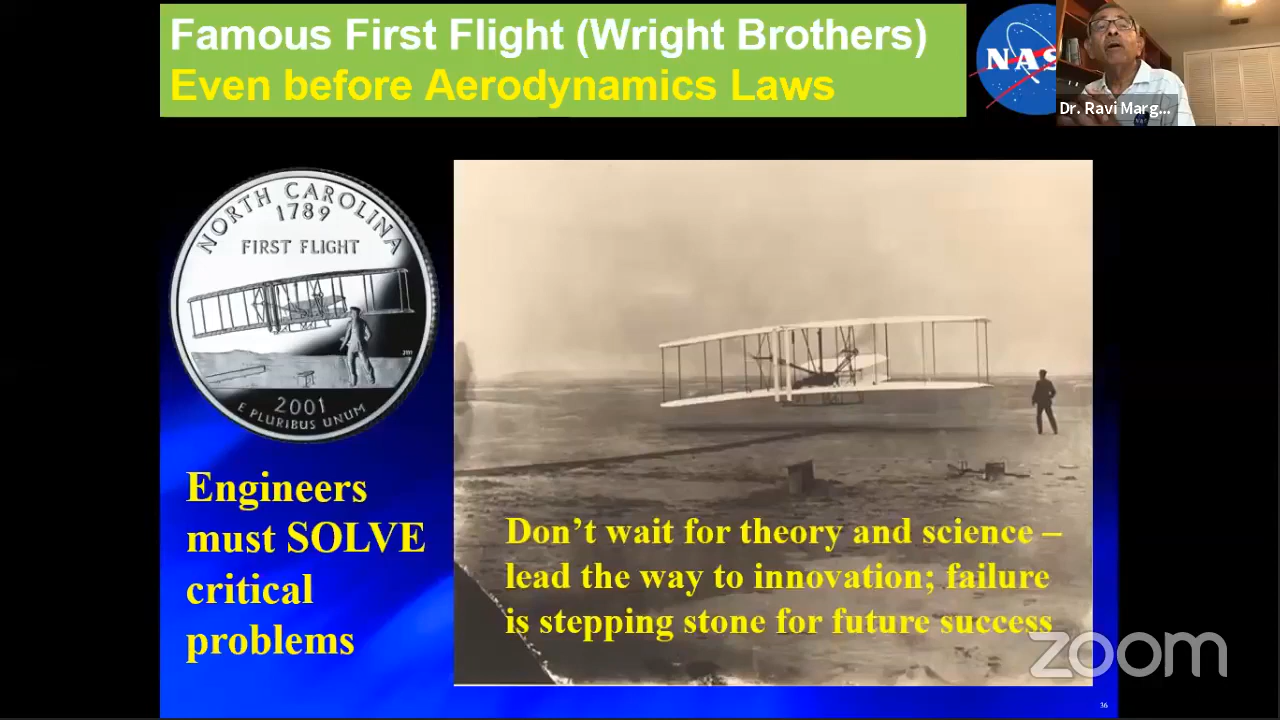 Famous First Flight (Wright Brothers)
Even before Aerodynamics Laws
NAS
Dr. Ravi Marg...
NORTH CAROLINA
1789
FIRST FLIGHT
2001
E PLURIBUS UNUM
Engineers
must SOLVE
critical
problems
Don’t wait for theory and science –
lead the way to innovation; failure
is stepping stone for future success
zoom
36